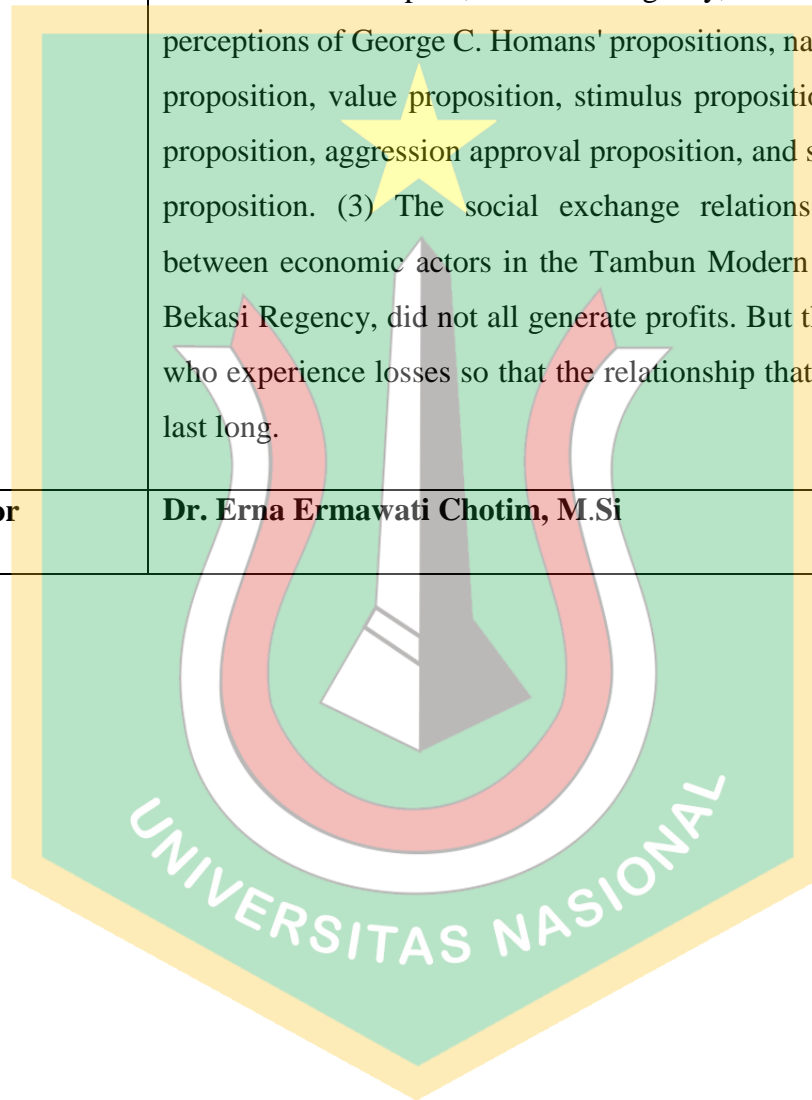 perceptions of George C. Homans' propositions, na
proposition, value proposition, stimulus propositio
proposition, aggression approval proposition, and s
proposition. (3) The social exchange relations
between economic actors in the Tambun Modern
Bekasi Regency, did not all generate profits. But th
who experience losses so that the relationship that
last long.
or Dr. Erna Ermawati Chotim, M.Si
UNIVERSITAS NASIONAL